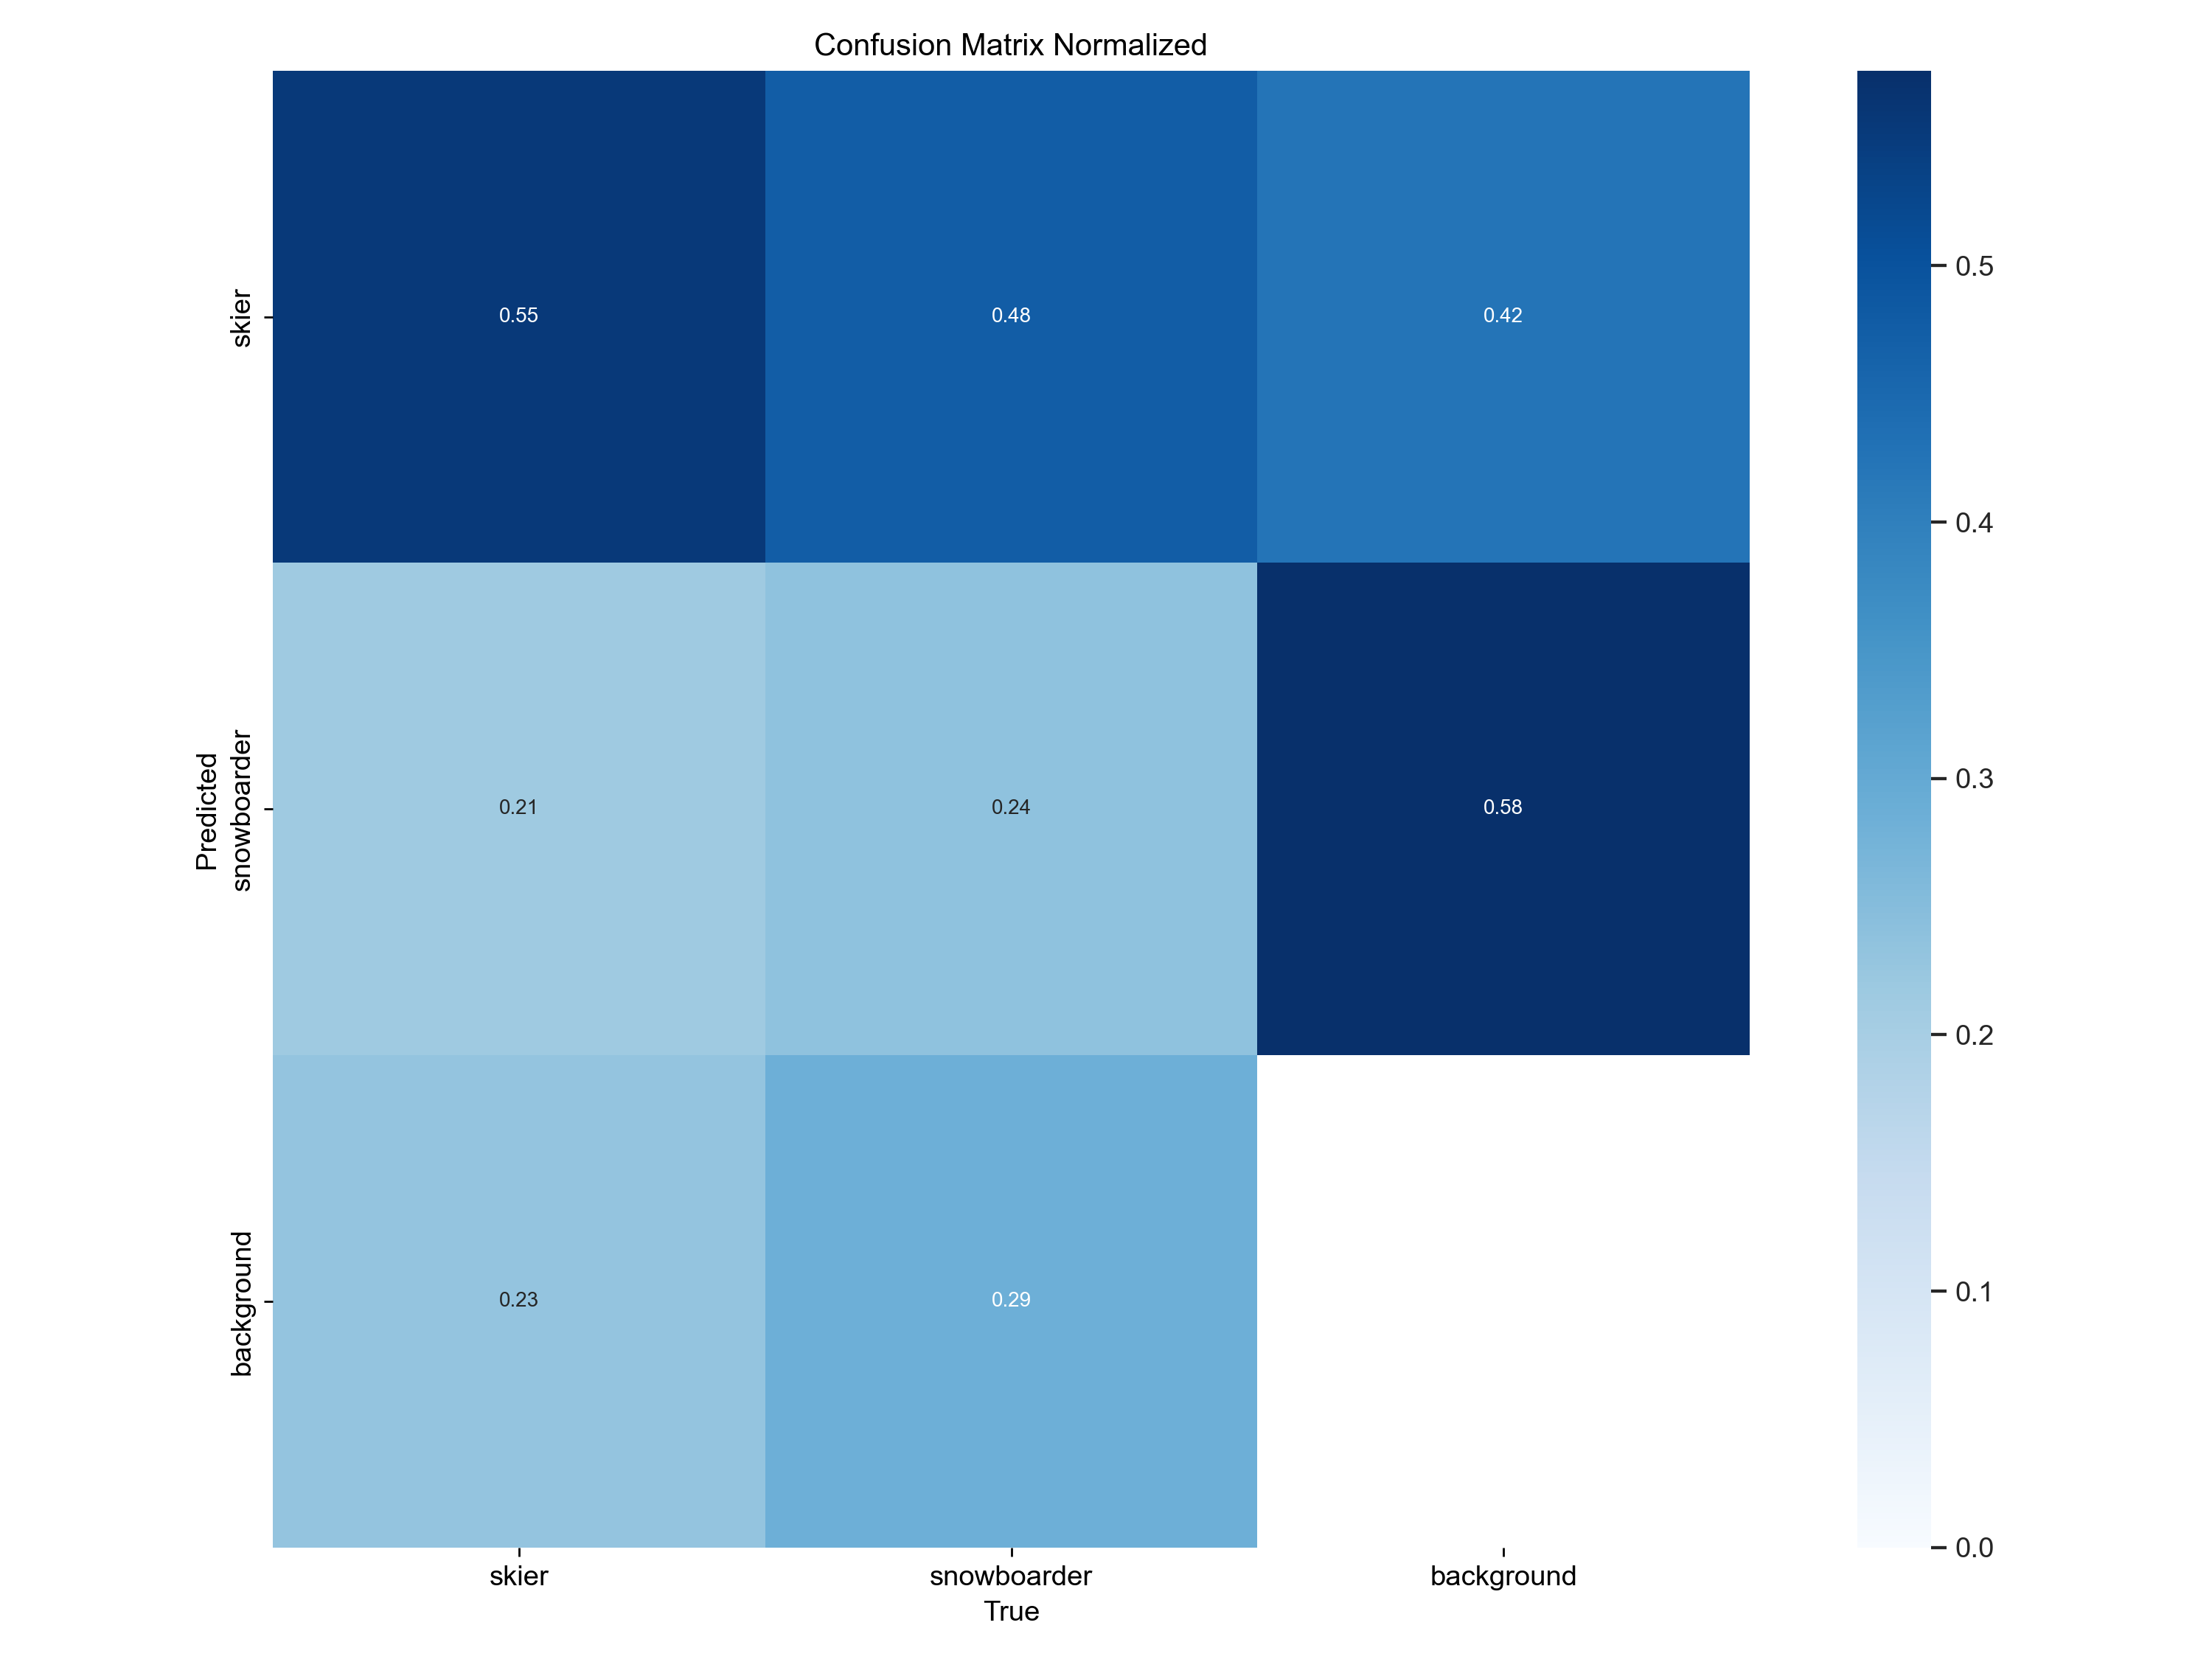 Confusion Matrix Normalized
skier
0.55
0.48
0.42
Predicted
snowboarder
0.21
0.24
0.58
background
0.23
0.29
skier
snowboarder
background
True
0.5
0.4
0.3
0.2
0.1
0.0